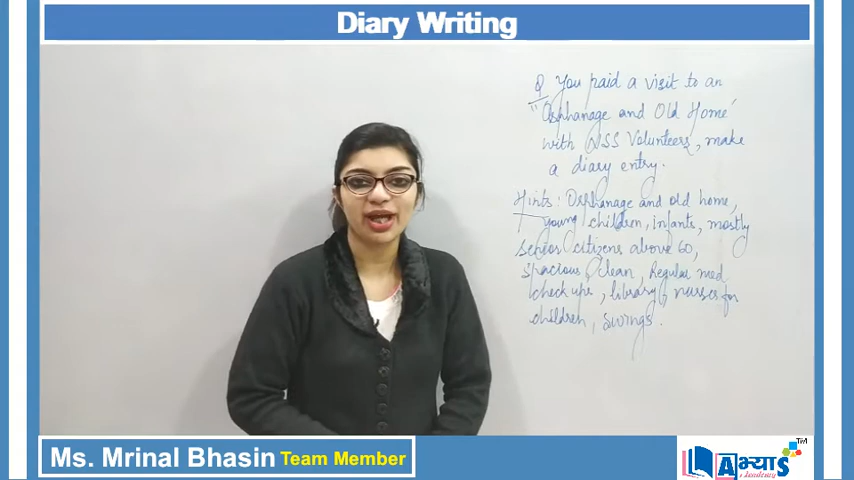 Diary Writing
Q You paid a visit to an
"Orphanage and Old Home"
with NSS Volunteers, make
a diary entry.
Hints: Orphanage and old home,
young children, infants, mostly
senior citizens above 60,
spacious clean, Regular med
check ups, library, nurses for
children, swings.
Ms. Mrinal Bhasin Team Member
Aभ्याS
Academy
TM